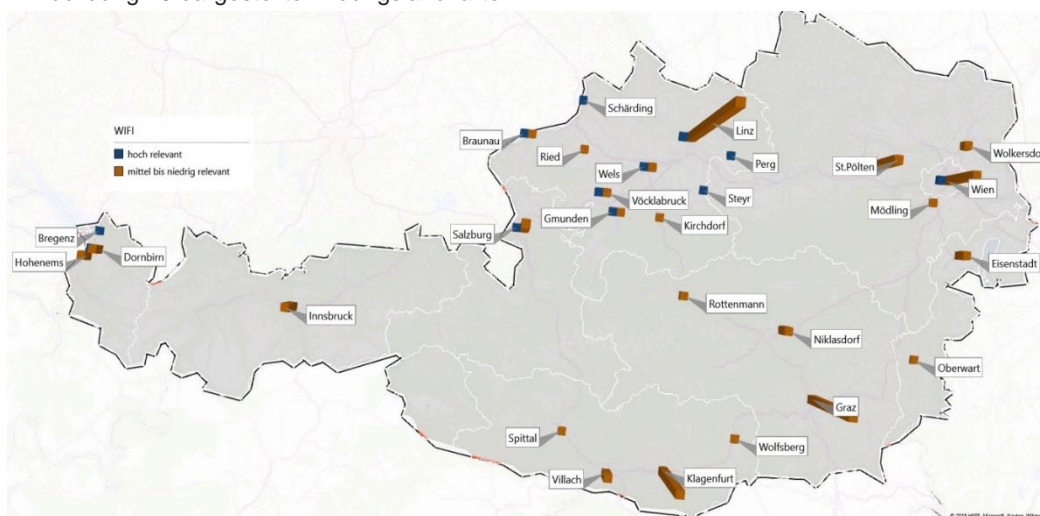 WIFI
hoch relevant
mittel bis niedrig relevant
Schärding
Braunau
Linz
Ried
Perg
Wolkersdo
Wels
St.Pölten
Wien
Steyr
Vöcklabruck
Mödling
Gmunden
Kirchdorf
Salzburg
Bregenz
Dornbirn
Hohenems
Eisenstadt
Rottenmann
Innsbruck
Niklasdorf
Oberwart
Graz
Spittal
Wolfsberg
Villach
Klagenfurt